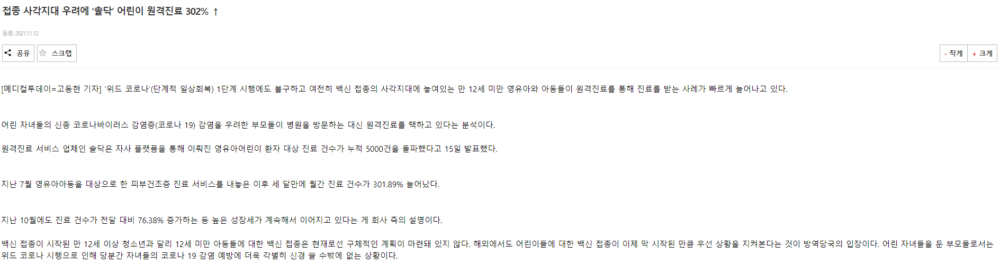 접종 사각지대 우려에 ‘솔닥’ 어린이 원격진료 302% ↑
등록: 2021.11.12
공유
스크랩
- 작게
+ 크게
[메디컬투데이=고동현 기자] ‘위드 코로나’(단계적 일상회복) 1단계 시행에도 불구하고 여전히 백신 접종의 사각지대에 놓여있는 만 12세 미만 영유아와 아동들이 원격진료를 통해 진료를 받는 사례가 빠르게 늘어나고 있다.
어린 자녀들의 신종 코로나바이러스 감염증(코로나 19) 감염을 우려한 부모들이 병원을 방문하는 대신 원격진료를 택하고 있다는 분석이다.
원격진료 서비스 업체인 솔닥은 자사 플랫폼을 통해 이뤄진 영유아어린이 환자 대상 진료 건수가 누적 5000건을 돌파했다고 15일 발표했다.
지난 7월 영유아아동을 대상으로 한 피부건조증 진료 서비스를 내놓은 이후 세 달만에 월간 진료 건수가 301.89% 늘어났다.
지난 10월에도 진료 건수가 전달 대비 76.38% 증가하는 등 높은 성장세가 계속해서 이어지고 있다는 게 회사 측의 설명이다.
백신 접종이 시작된 만 12세 이상 청소년과 달리 12세 미만 아동들에 대한 백신 접종은 현재로선 구체적인 계획이 마련돼 있지 않다. 해외에서도 어린이들에 대한 백신 접종이 이제 막 시작된 만큼 우선 상황을 지켜본다는 것이 방역당국의 입장이다. 어린 자녀들을 둔 부모들로서는
위드 코로나 시행으로 인해 당분간 자녀들의 코로나 19 감염 예방에 더욱 각별히 신경 쓸 수밖에 없는 상황이다.